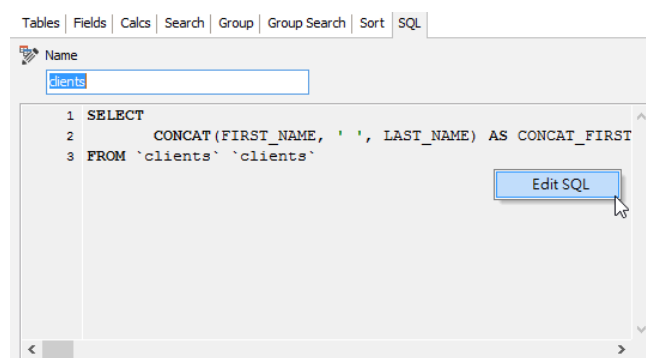 Tables Fields Calcs Search Group Group Search Sort SQL
Name
clients
1 SELECT
2 CONCAT(FIRST_NAME, ' ', LAST_NAME) AS CONCAT_FIRST
3 FROM `clients` `clients`
Edit SQL